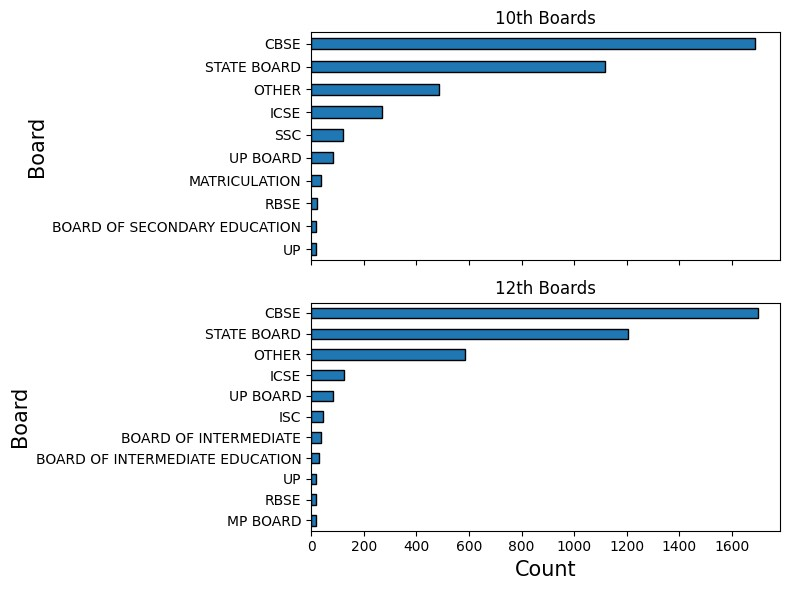 10th Boards
CBSE
STATE BOARD
OTHER
ICSE
SSC
UP BOARD
MATRICULATION
RBSE
BOARD OF SECONDARY EDUCATION
UP
Board
12th Boards
CBSE
STATE BOARD
OTHER
ICSE
UP BOARD
ISC
BOARD OF INTERMEDIATE
BOARD OF INTERMEDIATE EDUCATION
UP
RBSE
MP BOARD
Board
0 200 400 600 800 1000 1200 1400 1600
Count